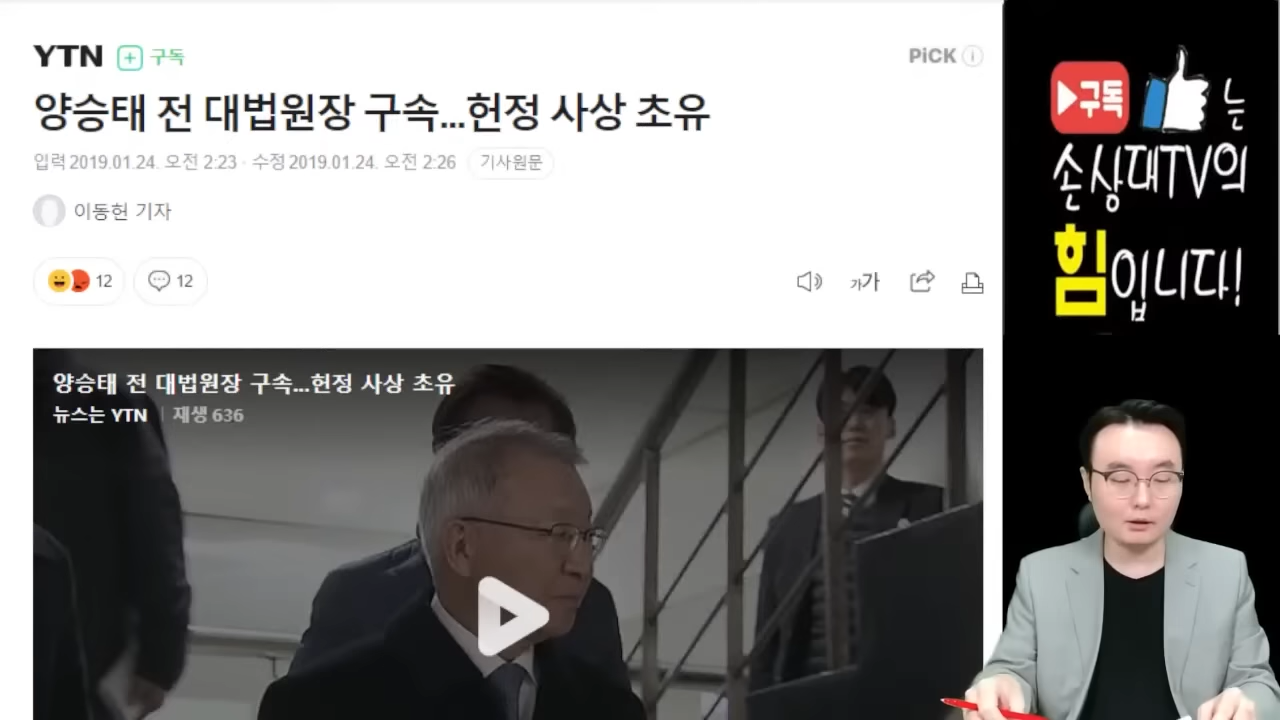 YTN 구독
PiCK
양승태 전 대법원장 구속...헌정 사상 초유
입력 2019.01.24. 오전 2:23 · 수정 2019.01.24. 오전 2:26 기사원문
이동헌 기자
12 12
가가
양승태 전 대법원장 구속...헌정 사상 초유
뉴스는 YTN | 재생 636
구독 는
손상대TV의
힘입니다!